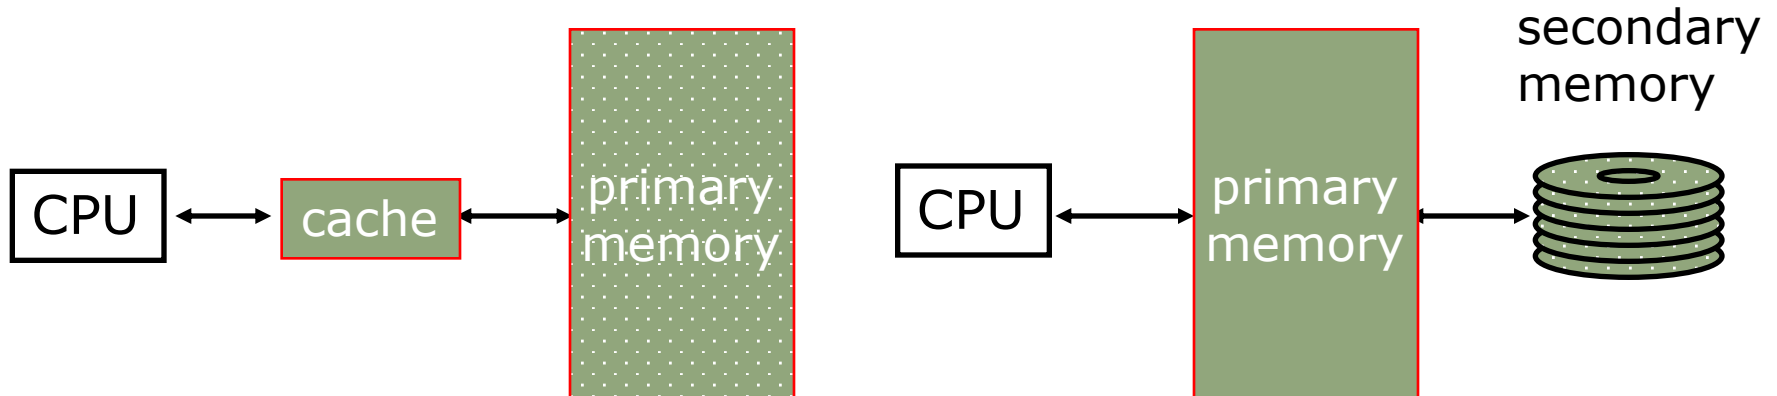 CPU
cache
primary
memory
CPU
primary
memory
secondary
memory